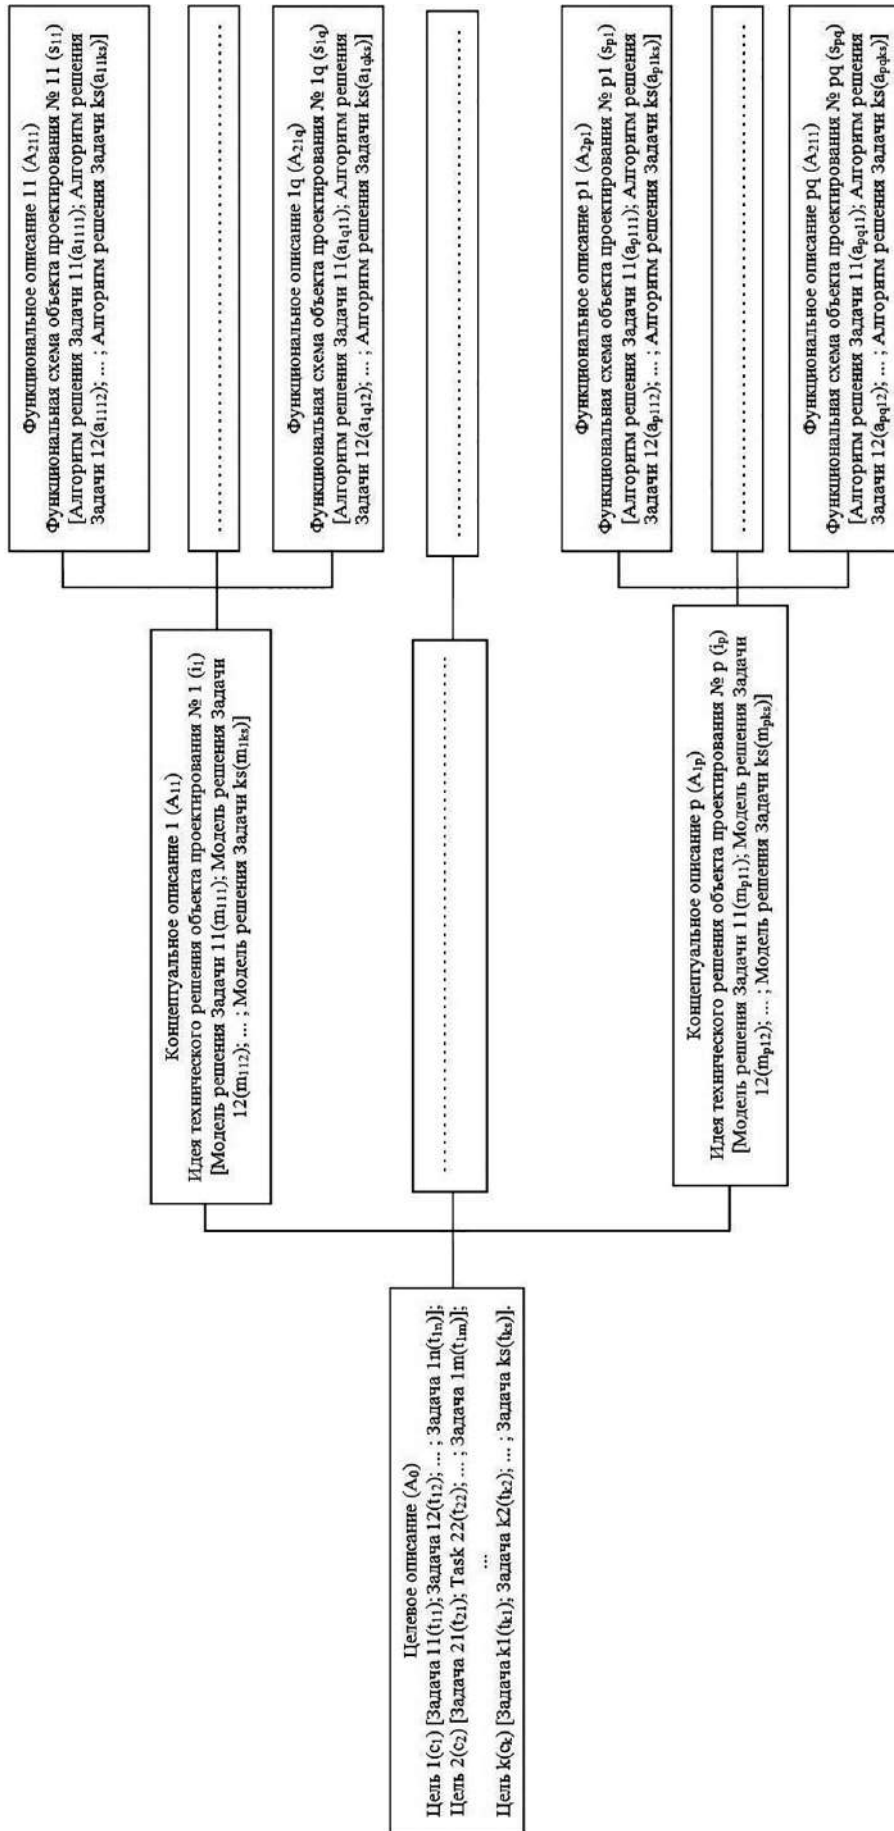 Целевое описание (A₀)
Цель 1(c₁) [Задача 11(t₁₁); Задача 12(t₁₂); ... ; Задача 1n(t₁ₙ)];
Цель 2(c₂) [Задача 21(t₂₁); Task 22(t₂₂); ... ; Задача 1m(t₁ₘ)];
...
Цель k(cₖ) [Задача k1(tₖ₁); Задача k2(tₖ₂); ... ; Задача ks(tₖₛ)].
Концептуальное описание 1 (A₁₁)
Идея технического решения объекта проектирования № 1 (i₁)
[Модель решения Задачи 11(m₁₁₁); Модель решения Задачи
12(m₁₁₂); ... ; Модель решения Задачи ks(m₁ₖₛ)]
Концептуальное описание p (A₁ₚ)
Идея технического решения объекта проектирования № p (iₚ)
[Модель решения Задачи 11(mₚ₁₁); Модель решения Задачи
12(mₚ₁₂); ... ; Модель решения Задачи ks(mₚₖₛ)]
Функциональное описание 11 (A₂₁₁)
Функциональная схема объекта проектирования № 11 (s₁₁)
[Алгоритм решения Задачи 11(a₁₁₁₁); Алгоритм решения
Задачи 12(a₁₁₁₂); ... ; Алгоритм решения Задачи ks(a₁₁ₖₛ)]
Функциональное описание 1q (A₂₁q)
Функциональная схема объекта проектирования № 1q (s₁q)
[Алгоритм решения Задачи 11(a₁q₁₁); Алгоритм решения
Задачи 12(a₁q₁₂); ... ; Алгоритм решения Задачи ks(a₁qₖₛ)]
Функциональное описание p1 (A₂ₚ₁)
Функциональная схема объекта проектирования № p1 (sₚ₁)
[Алгоритм решения Задачи 11(aₚ₁₁₁); Алгоритм решения
Задачи 12(aₚ₁₁₂); ... ; Алгоритм решения Задачи ks(aₚ₁ₖₛ)]
Функциональное описание pq (A₂₁₁)
Функциональная схема объекта проектирования № pq (sₚq)
[Алгоритм решения Задачи 11(aₚq₁₁); Алгоритм решения
Задачи 12(aₚq₁₂); ... ; Алгоритм решения Задачи ks(aₚqₖₛ)]